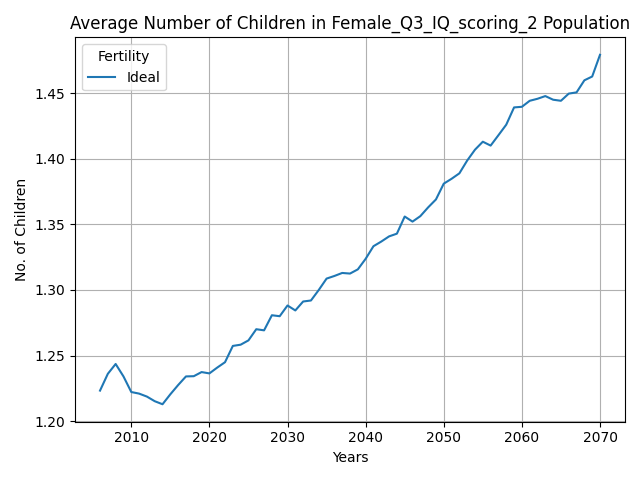 Average Number of Children in Female_Q3_IQ_scoring_2 Population
Fertility
Ideal
No. of Children
1.45
1.40
1.35
1.30
1.25
1.20
2010 2020 2030 2040 2050 2060 2070
Years